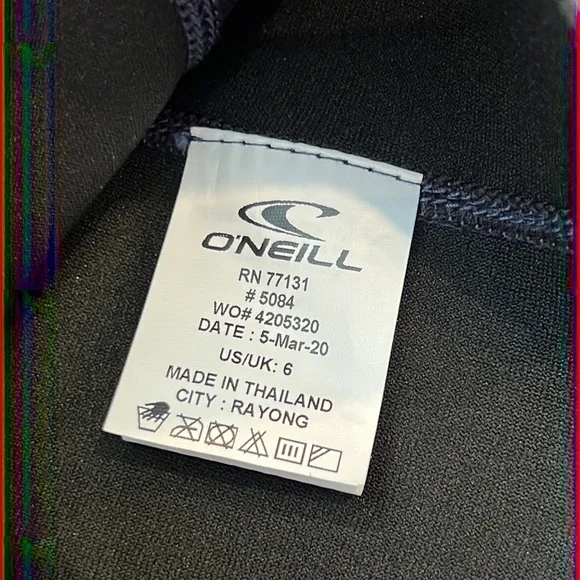 O'NEILL
RN 77131
# 5084
WO# 4205320
DATE : 5-Mar-20
US/UK: 6
MADE IN THAILAND
CITY : RAYONG